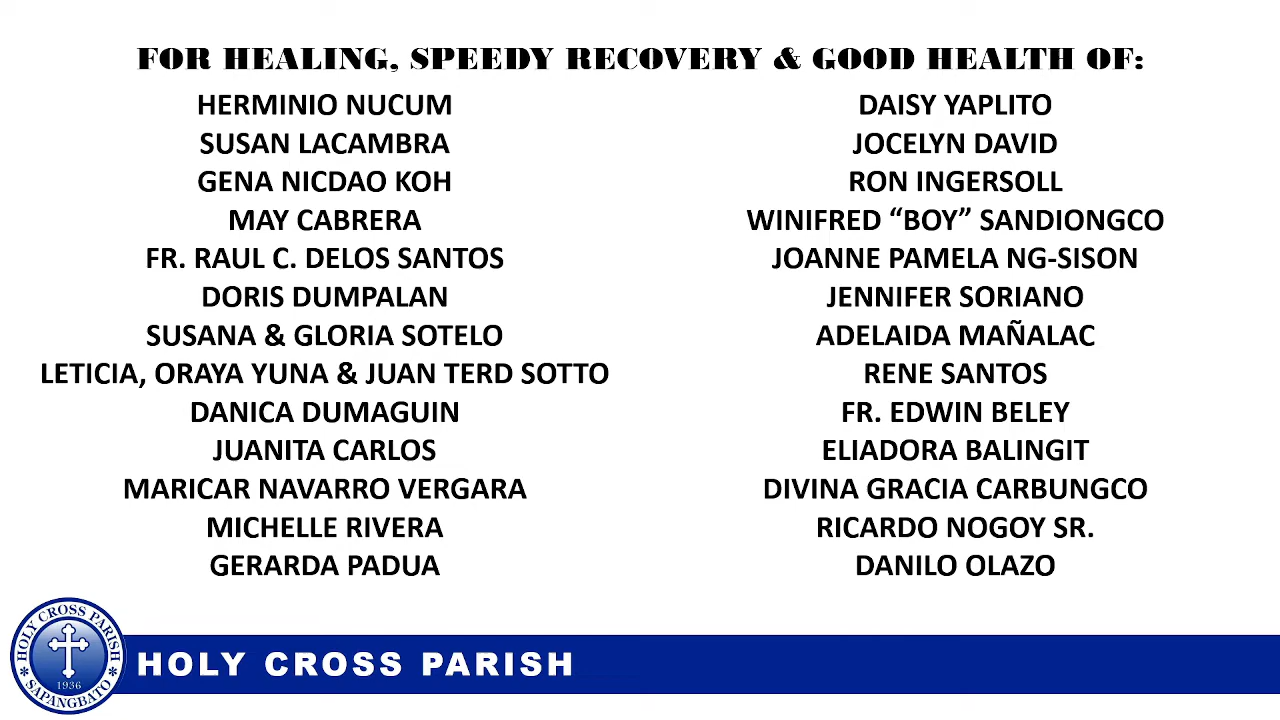 FOR HEALING, SPEEDY RECOVERY & GOOD HEALTH OF:
HERMINIO NUCUM
SUSAN LACAMBRA
GENA NICDAO KOH
MAY CABRERA
FR. RAUL C. DELOS SANTOS
DORIS DUMPALAN
SUSANA & GLORIA SOTELO
LETICIA, ORAYA YUNA & JUAN TERD SOTTO
DANICA DUMAGUIN
JUANITA CARLOS
MARICAR NAVARRO VERGARA
MICHELLE RIVERA
GERARDA PADUA
DAISY YAPLITO
JOCELYN DAVID
RON INGERSOLL
WINIFRED “BOY” SANDIONGCO
JOANNE PAMELA NG-SISON
JENNIFER SORIANO
ADELAIDA MAÑALAC
RENE SANTOS
FR. EDWIN BELEY
ELIADORA BALINGIT
DIVINA GRACIA CARBUNGCO
RICARDO NOGOY SR.
DANILO OLAZO
HOLY CROSS PARISH
1936
SAPANGBATO
HOLY CROSS PARISH